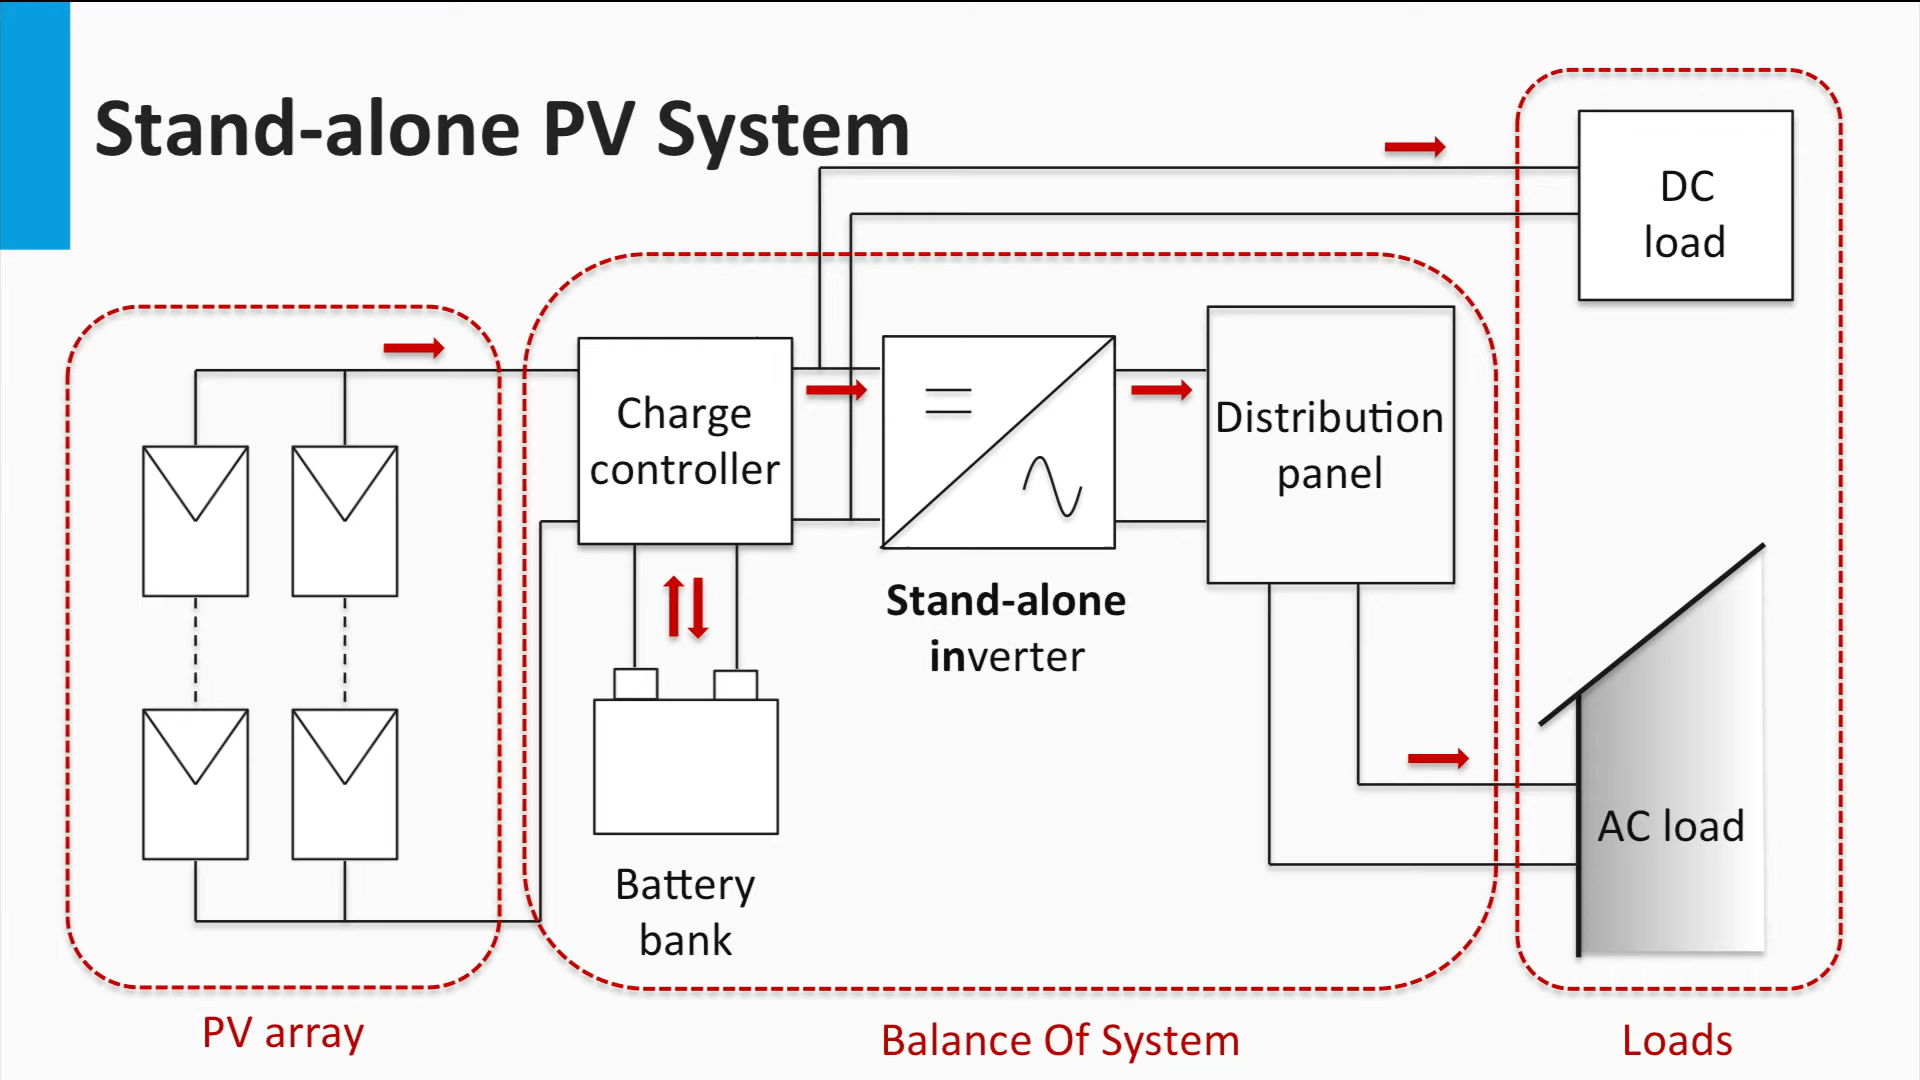 Stand-alone PV System
DC
load
Charge
controller
Distribution
panel
Stand-alone
inverter
AC load
Battery
bank
PV array
Balance Of System
Loads